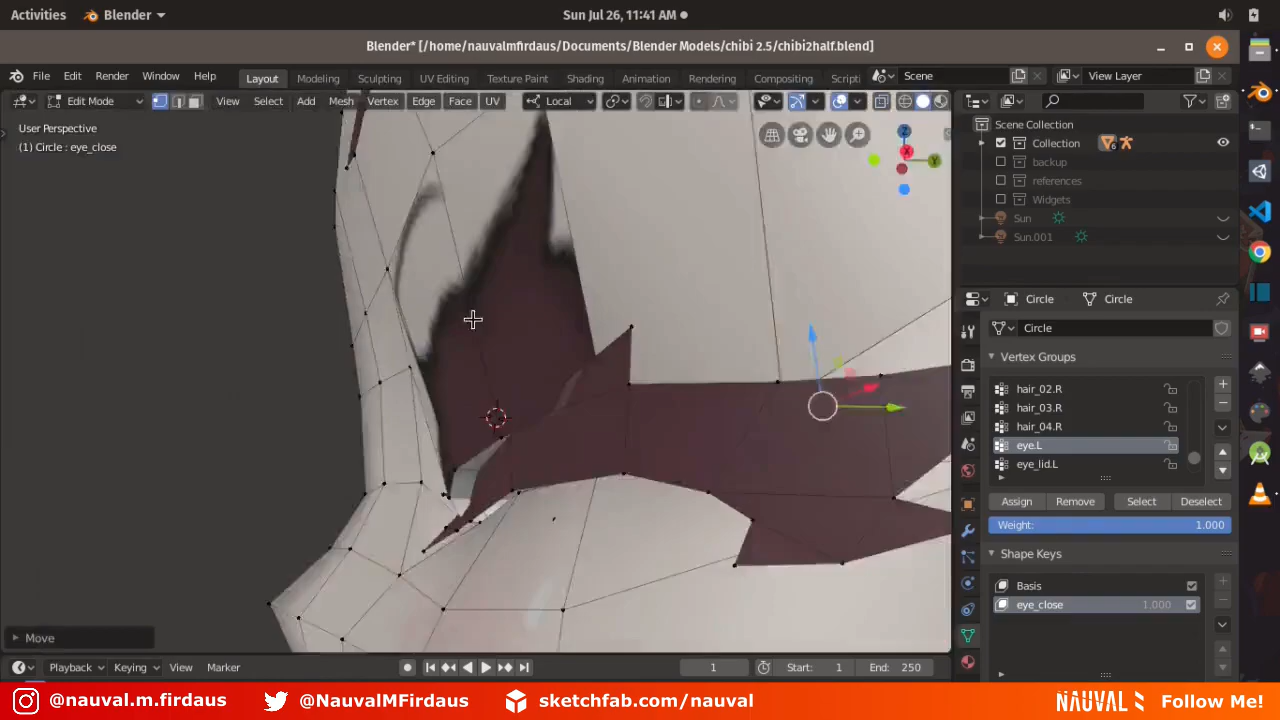 Activities Blender Sun Jul 26, 11:41 AM
Blender* [/home/nauvalmfirdaus/Documents/Blender Models/chibi 2.5/chibi2half.blend]
File Edit Render Window Help Layout Modeling Sculpting UV Editing Texture Paint Shading Animation Rendering Compositing Scripti Scene View Layer
Edit Mode View Select Add Mesh Vertex Edge Face UV Local
User Perspective
(1) Circle : eye_close
Z
X
Y
Scene Collection
Collection 6
backup
references
Widgets
Sun
Sun.001
Circle Circle
Circle
Vertex Groups
hair_02.R
hair_03.R
hair_04.R
eye.L
eye_lid.L
Assign Remove Select Deselect
Weight: 1.000
Shape Keys
Basis
eye_close 1.000
Move
Playback Keying View Marker 1 Start: 1 End: 250
@nauval.m.firdaus @NauvalMFirdaus sketchfab.com/nauval NAUVAL Follow Me!